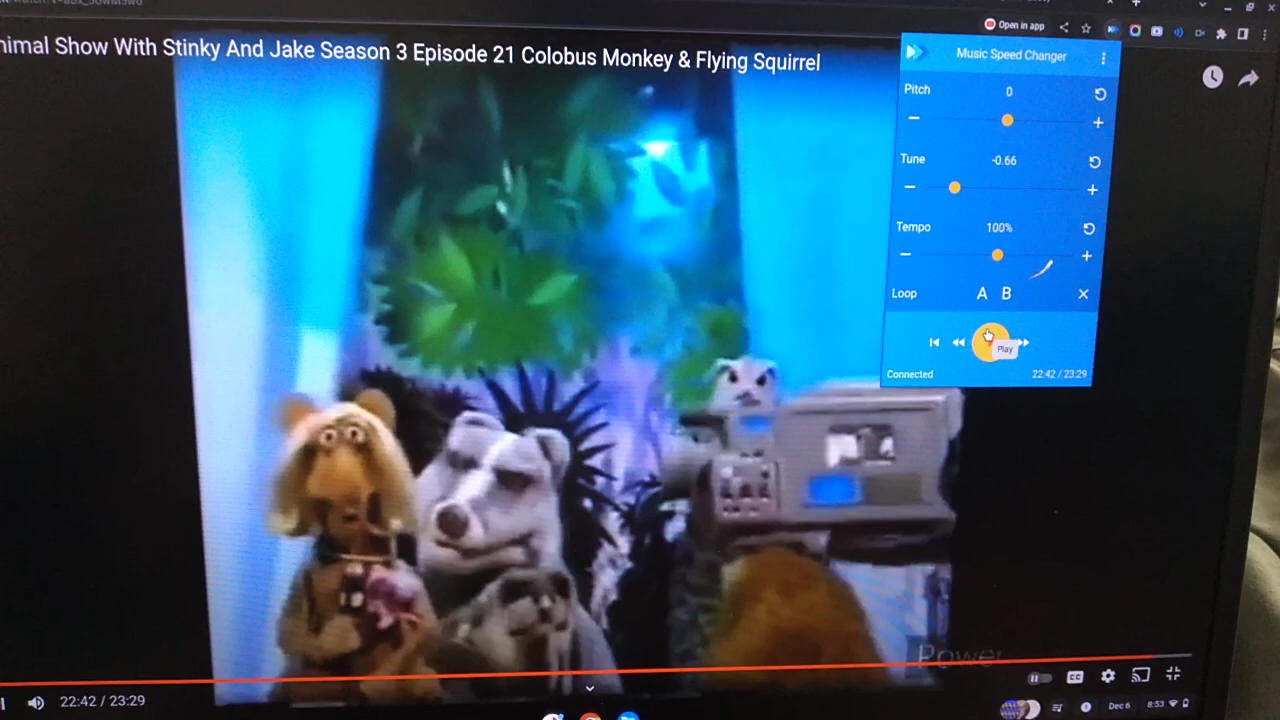 Open in app
nimal Show With Stinky And Jake Season 3 Episode 21 Colobus Monkey & Flying Squirrel
Music Speed Changer
Pitch 0
Tune -0.66
Tempo 100%
Loop A B
Play
Connected 22:42 / 23:29
Power
22:42 / 23:29
CC
Dec 6 8:53